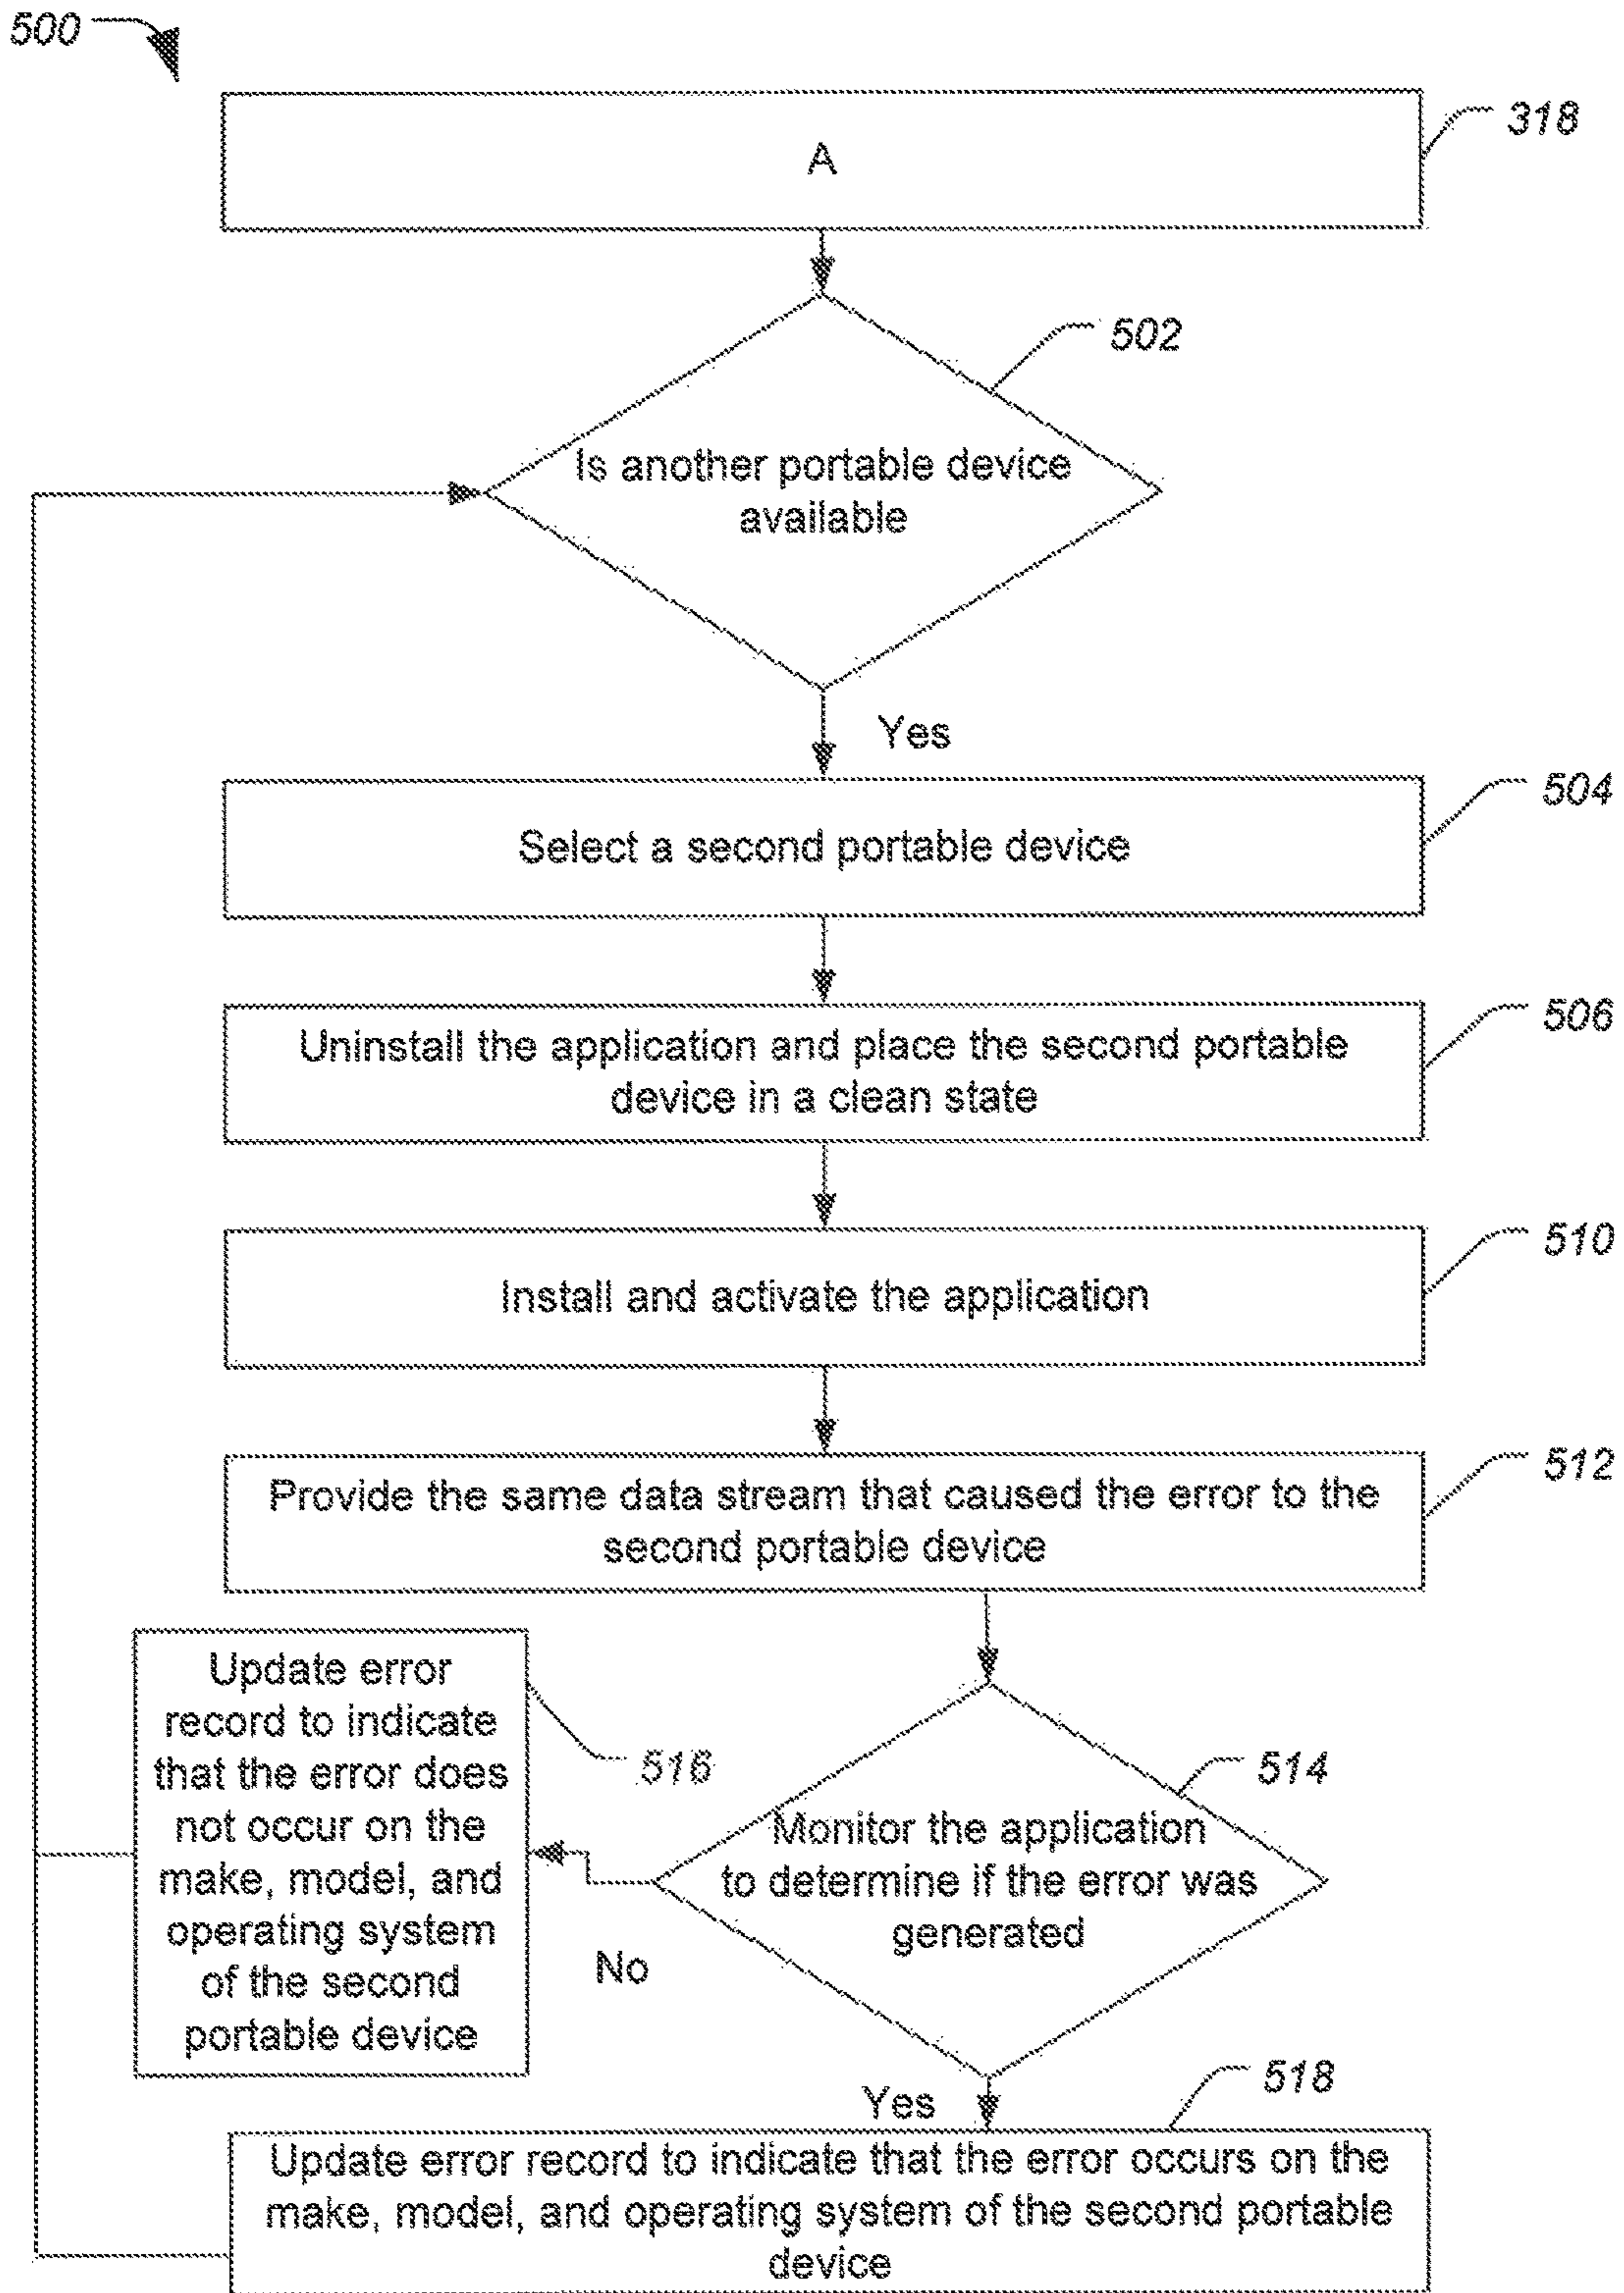 500
318
A
502
Is another portable device
available
Yes
504
Select a second portable device
506
Uninstall the application and place the second portable
device in a clean state
510
Install and activate the application
512
Provide the same data stream that caused the error to the
second portable device
Update error
record to indicate
that the error does
not occur on the
make, model, and
operating system
of the second
portable device
516
514
Monitor the application
to determine if the error was
generated
No
Yes
518
Update error record to indicate that the error occurs on the
make, model, and operating system of the second portable
device